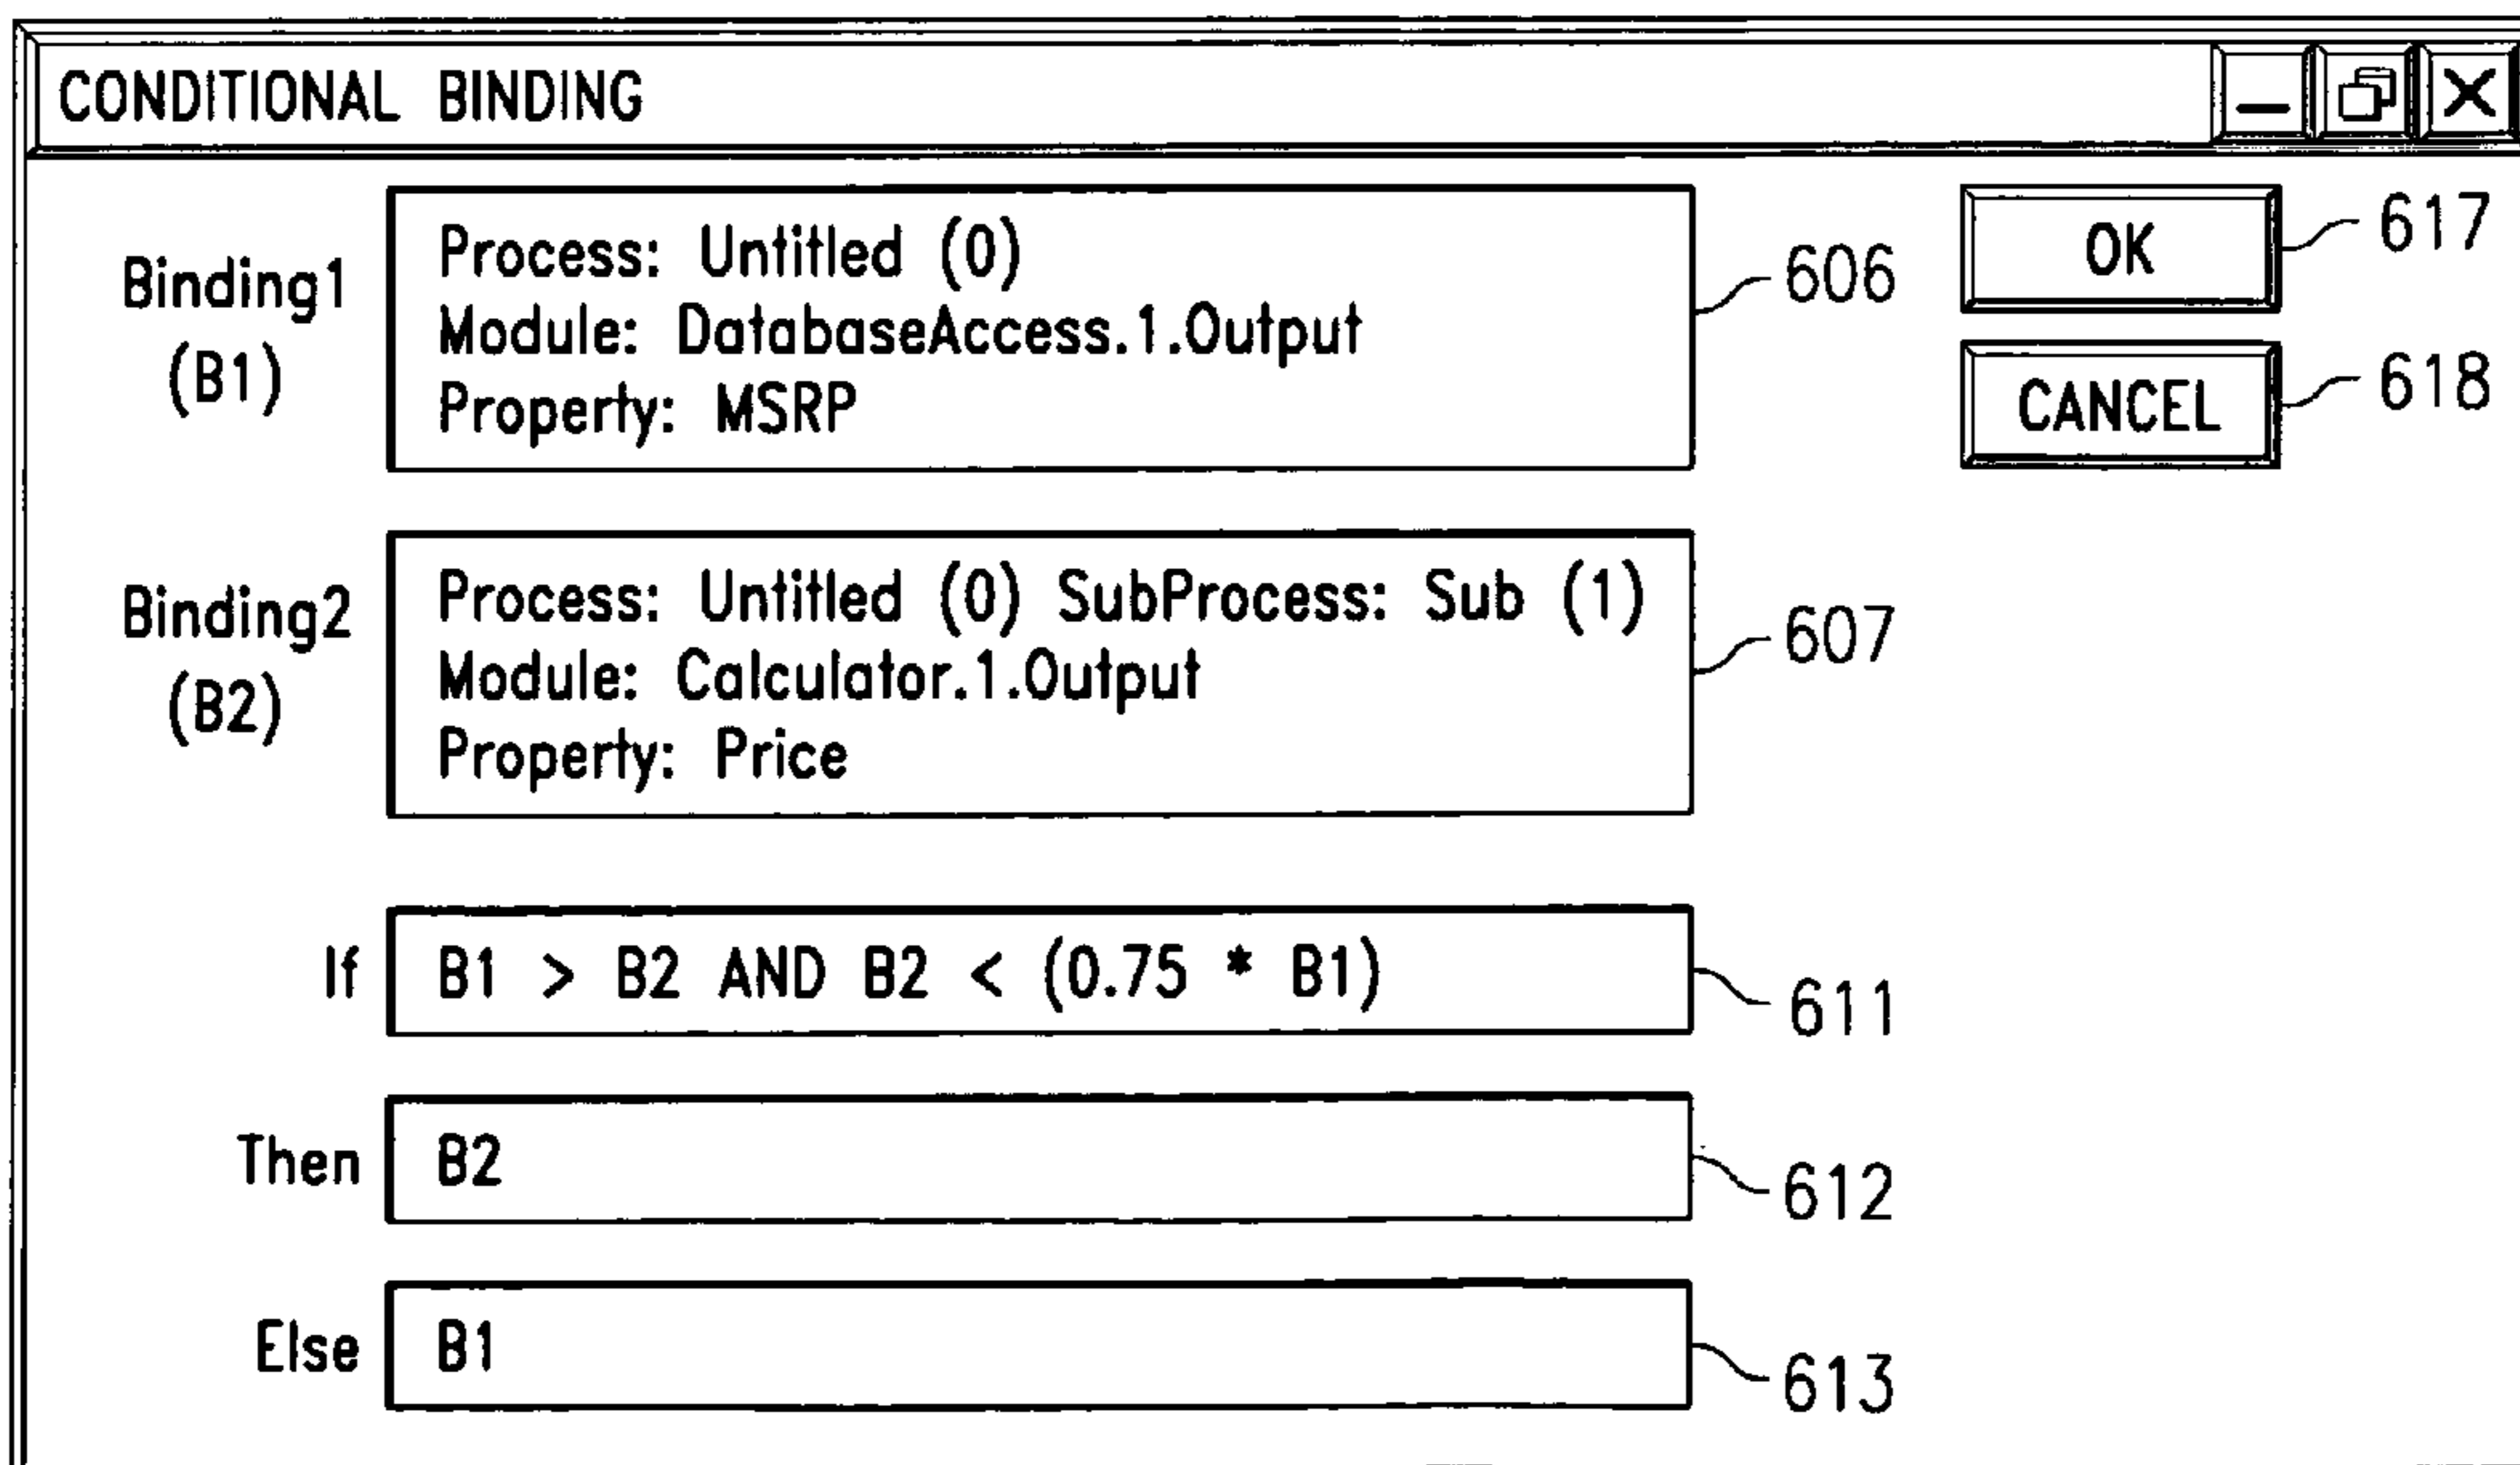 CONDITIONAL BINDING
Binding1
(B1)
Process: Untitled (0)
Module: DatabaseAccess.1.Output
Property: MSRP
606
OK
617
CANCEL
618
Binding2
(B2)
Process: Untitled (0) SubProcess: Sub (1)
Module: Calculator.1.Output
Property: Price
607
If
B1 > B2 AND B2 < (0.75 * B1)
611
Then
B2
612
Else
B1
613